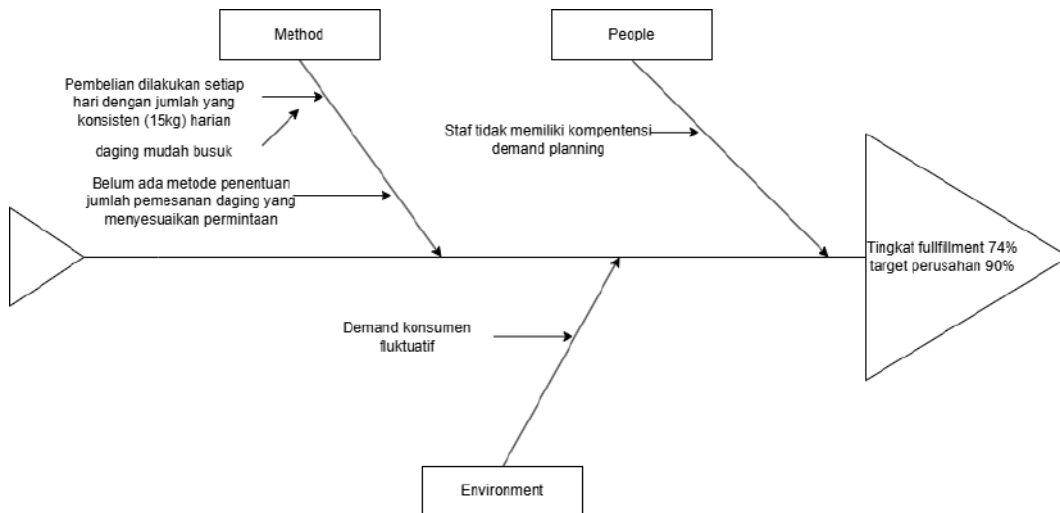 Method
People
Pembelian dilakukan setiap
hari dengan jumlah yang
konsisten (15kg) harian
daging mudah busuk
Belum ada metode penentuan
jumlah pemesanan daging yang
menyesuaikan permintaan
Staf tidak memiliki kompentensi
demand planning
Tingkat fullfillment 74%
target perusahan 90%
Demand konsumen
fluktuatif
Environment